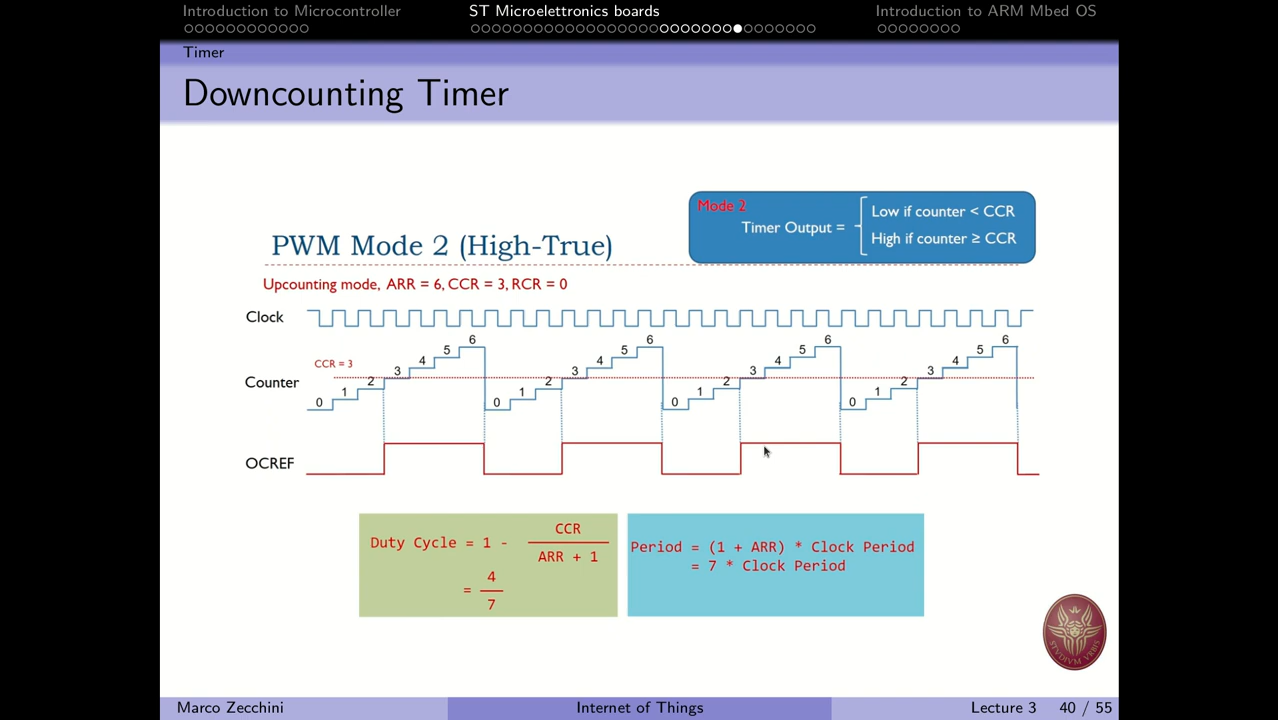 Introduction to Microcontroller ST Microelettronics boards Introduction to ARM Mbed OS
Timer
Downcounting Timer
Mode 2
Timer Output =
Low if counter < CCR
High if counter ≥ CCR
PWM Mode 2 (High-True)
Upcounting mode, ARR = 6, CCR = 3, RCR = 0
Clock
CCR = 3
Counter
0 1 2 3 4 5 6 0 1 2 3 4 5 6 0 1 2 3 4 5 6 0 1 2 3 4 5 6
OCREF
Duty Cycle = 1 - CCR
ARR + 1
= 4
7
Period = (1 + ARR) * Clock Period
= 7 * Clock Period
STVDIVM VRBIS
Marco Zecchini Internet of Things Lecture 3 40 / 55